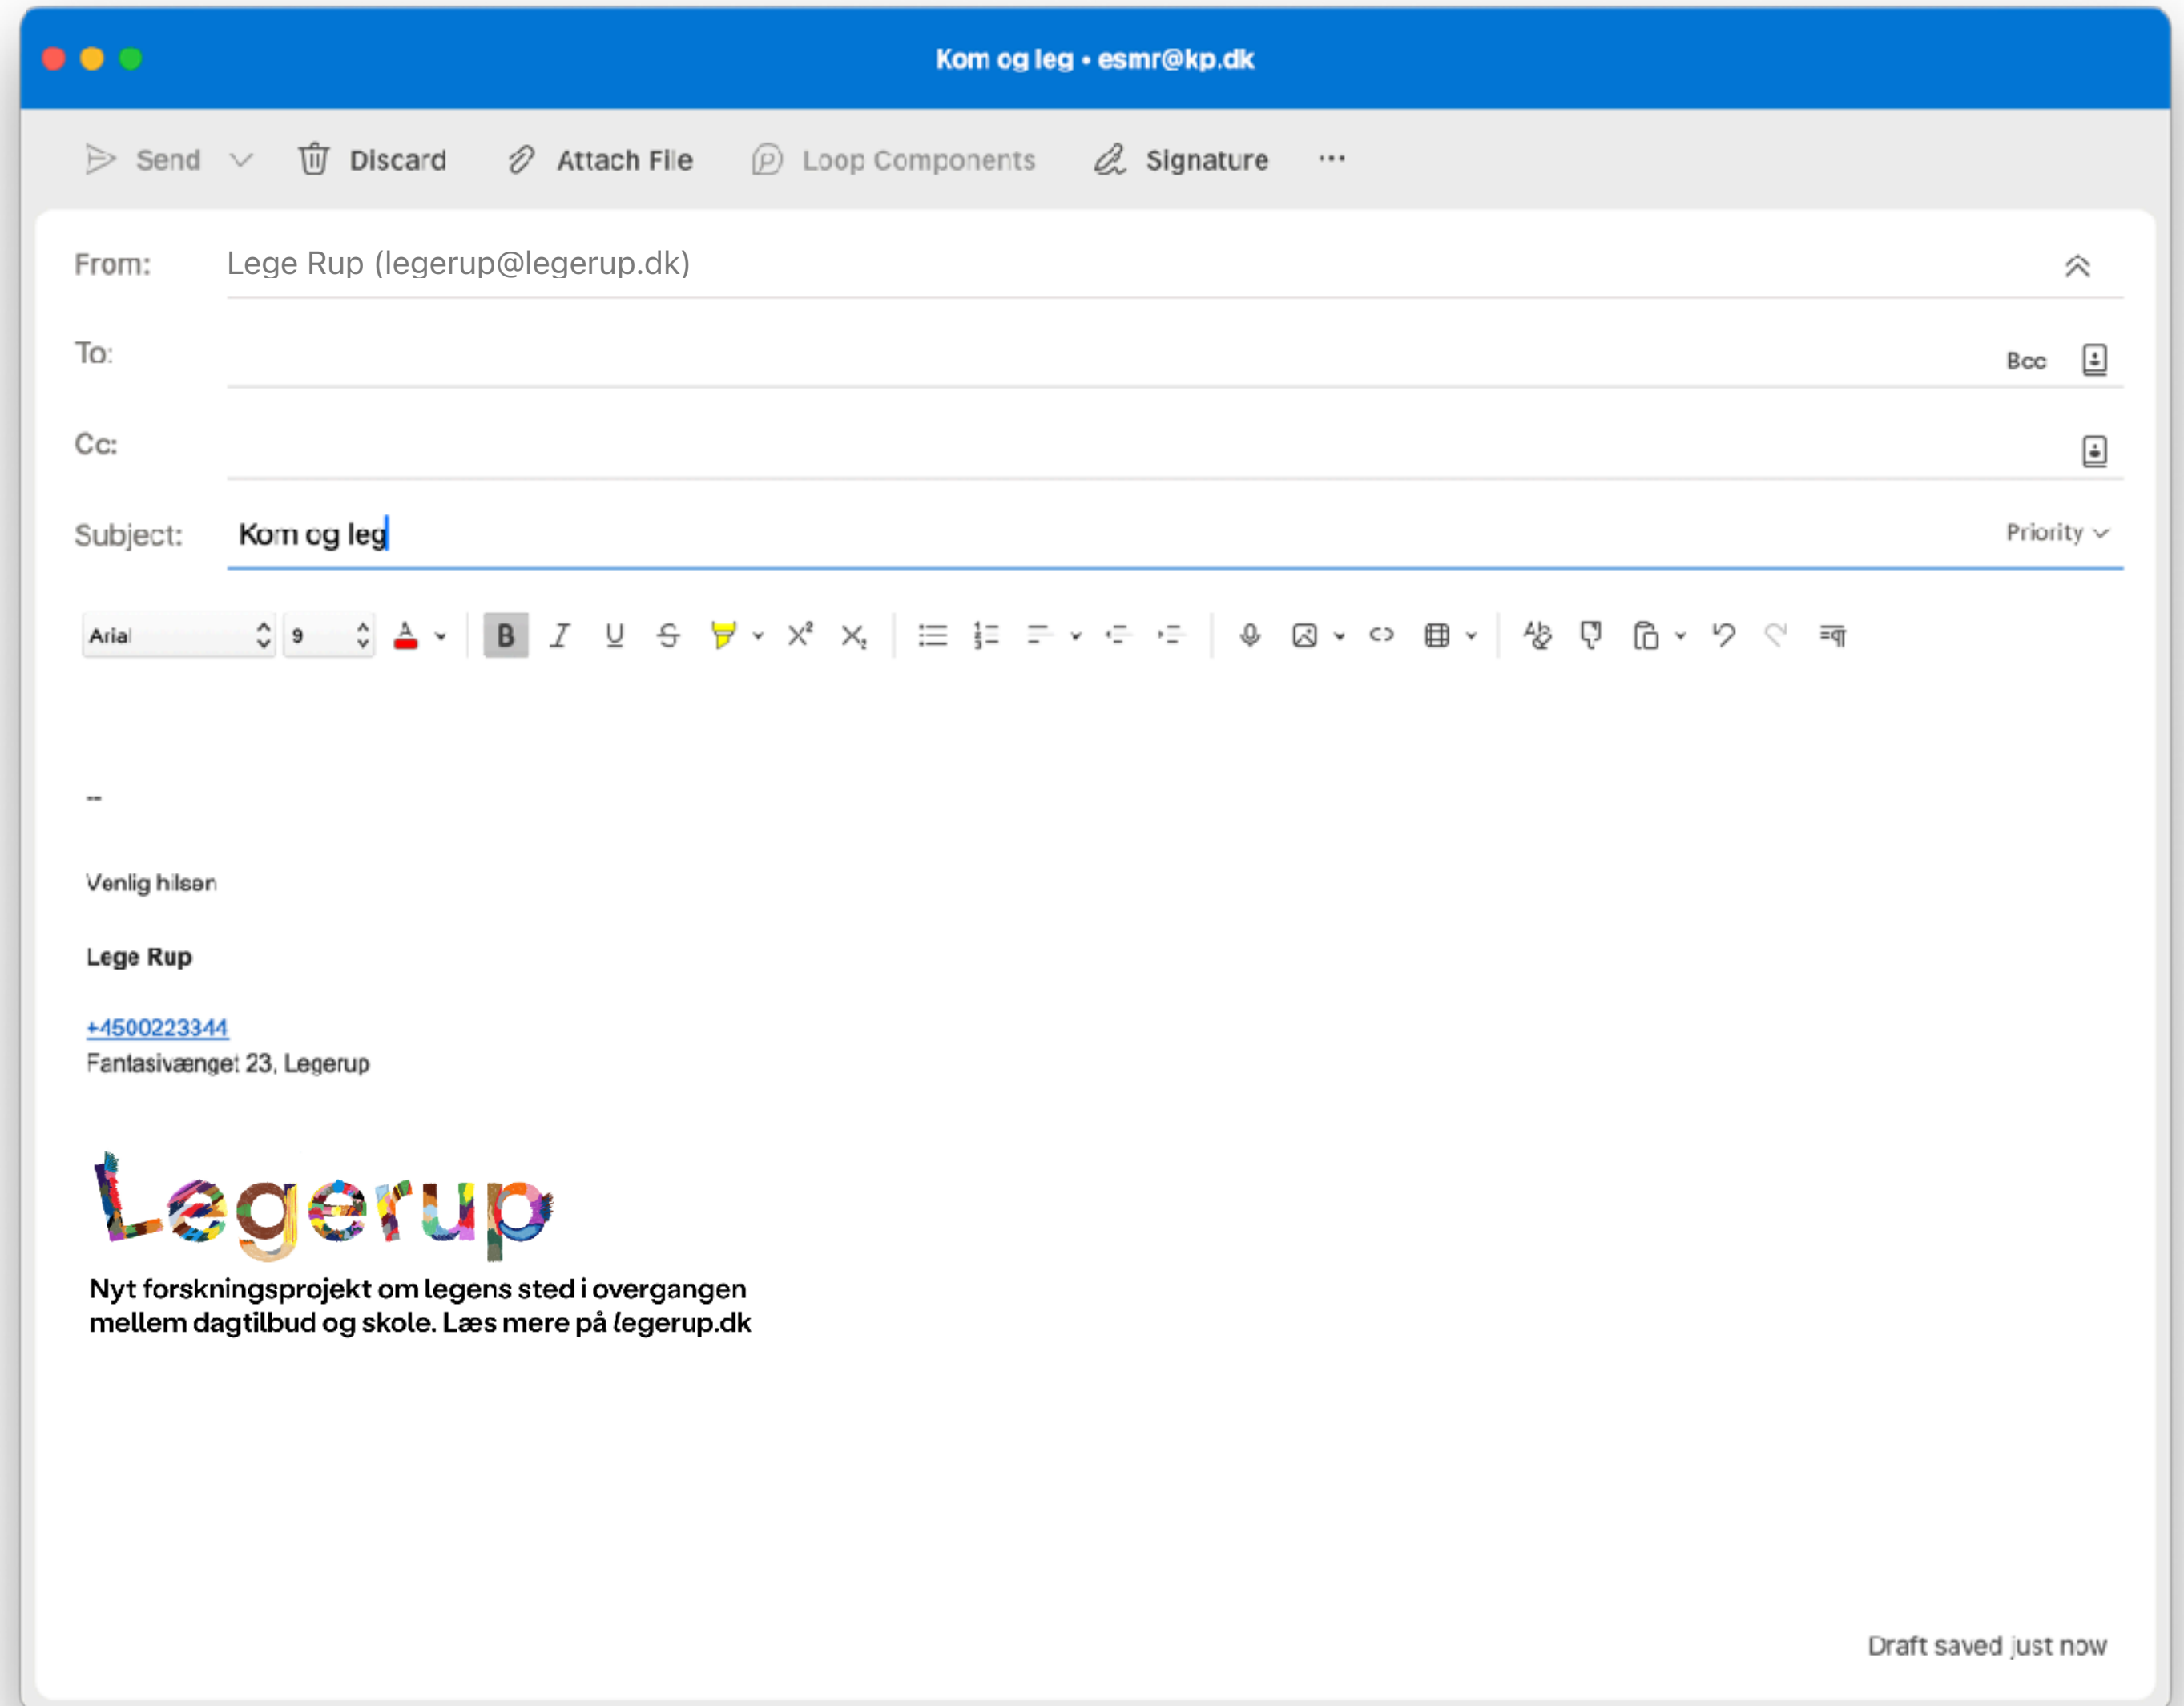 Kom og leg • esmr@kp.dk
Send Discard Attach File Loop Components Signature ...
From: Lege Rup (legerup@legerup.dk)
To: Bcc
Cc:
Subject: Kom og leg Priority
Arial 9 A B I U S X² X₂ Ab
--
Venlig hilsen
Lege Rup
+4500223344
Fantasivænget 23, Legerup
Legerup
Nyt forskningsprojekt om legens sted i overgangen
mellem dagtilbud og skole. Læs mere på legerup.dk
Draft saved just now